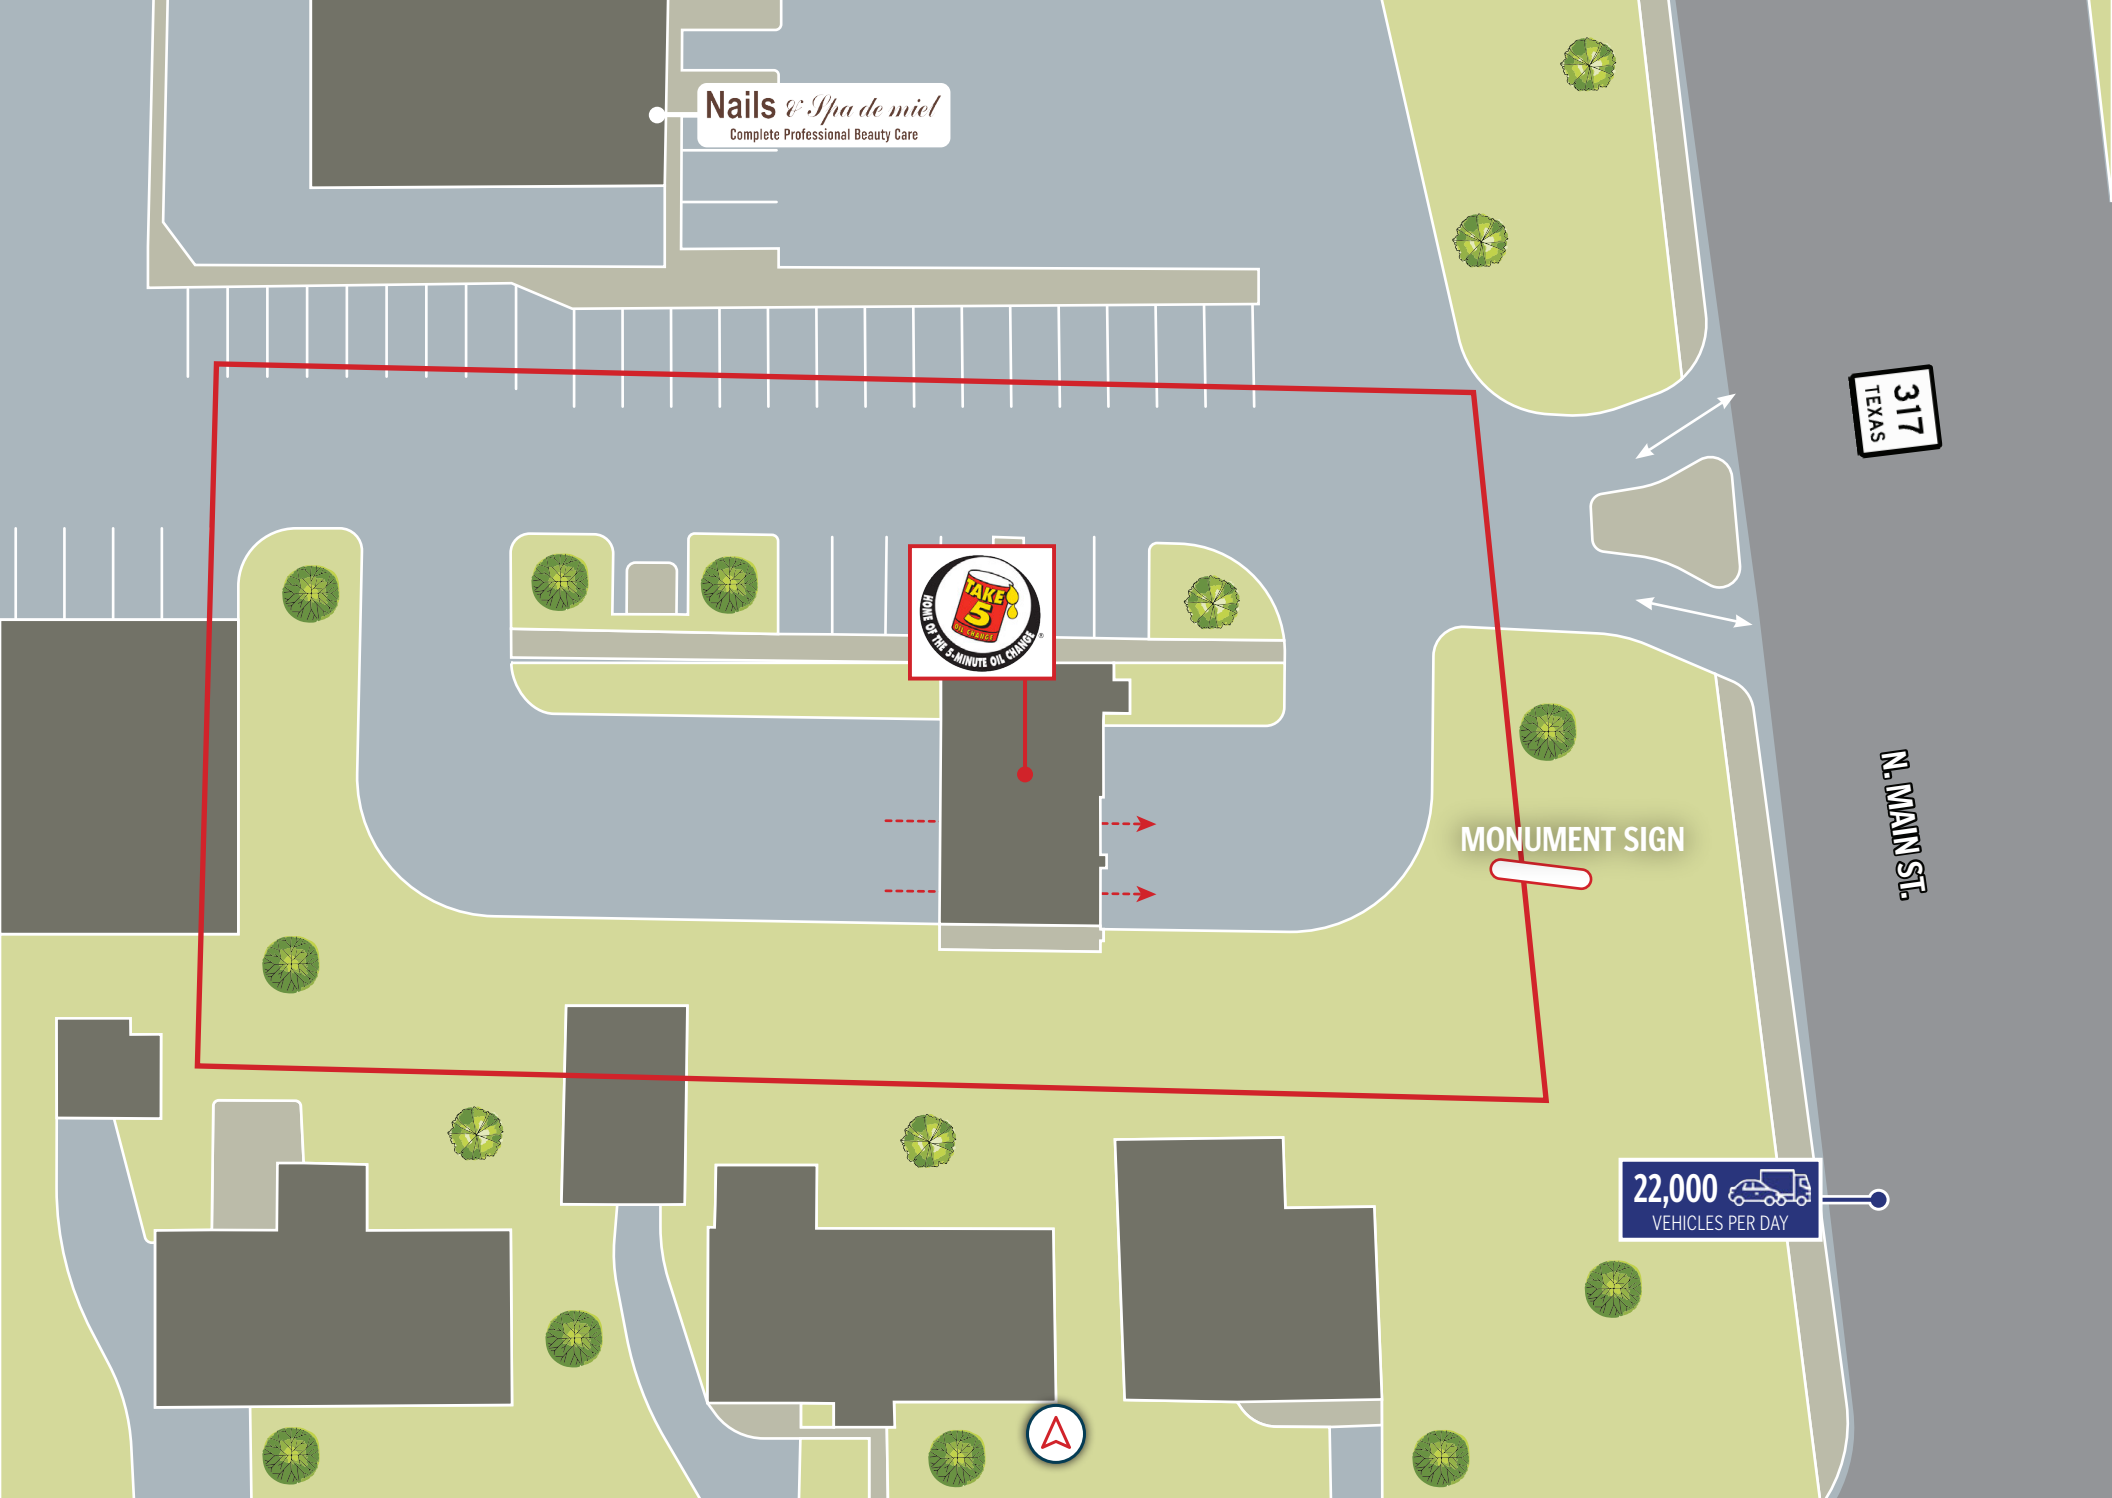 Nails & Spa de miel
Complete Professional Beauty Care
317
TEXAS
TAKE
5
OIL CHANGE
HOME OF THE 5-MINUTE OIL CHANGE
®
N. MAIN ST.
MONUMENT SIGN
22,000
VEHICLES PER DAY